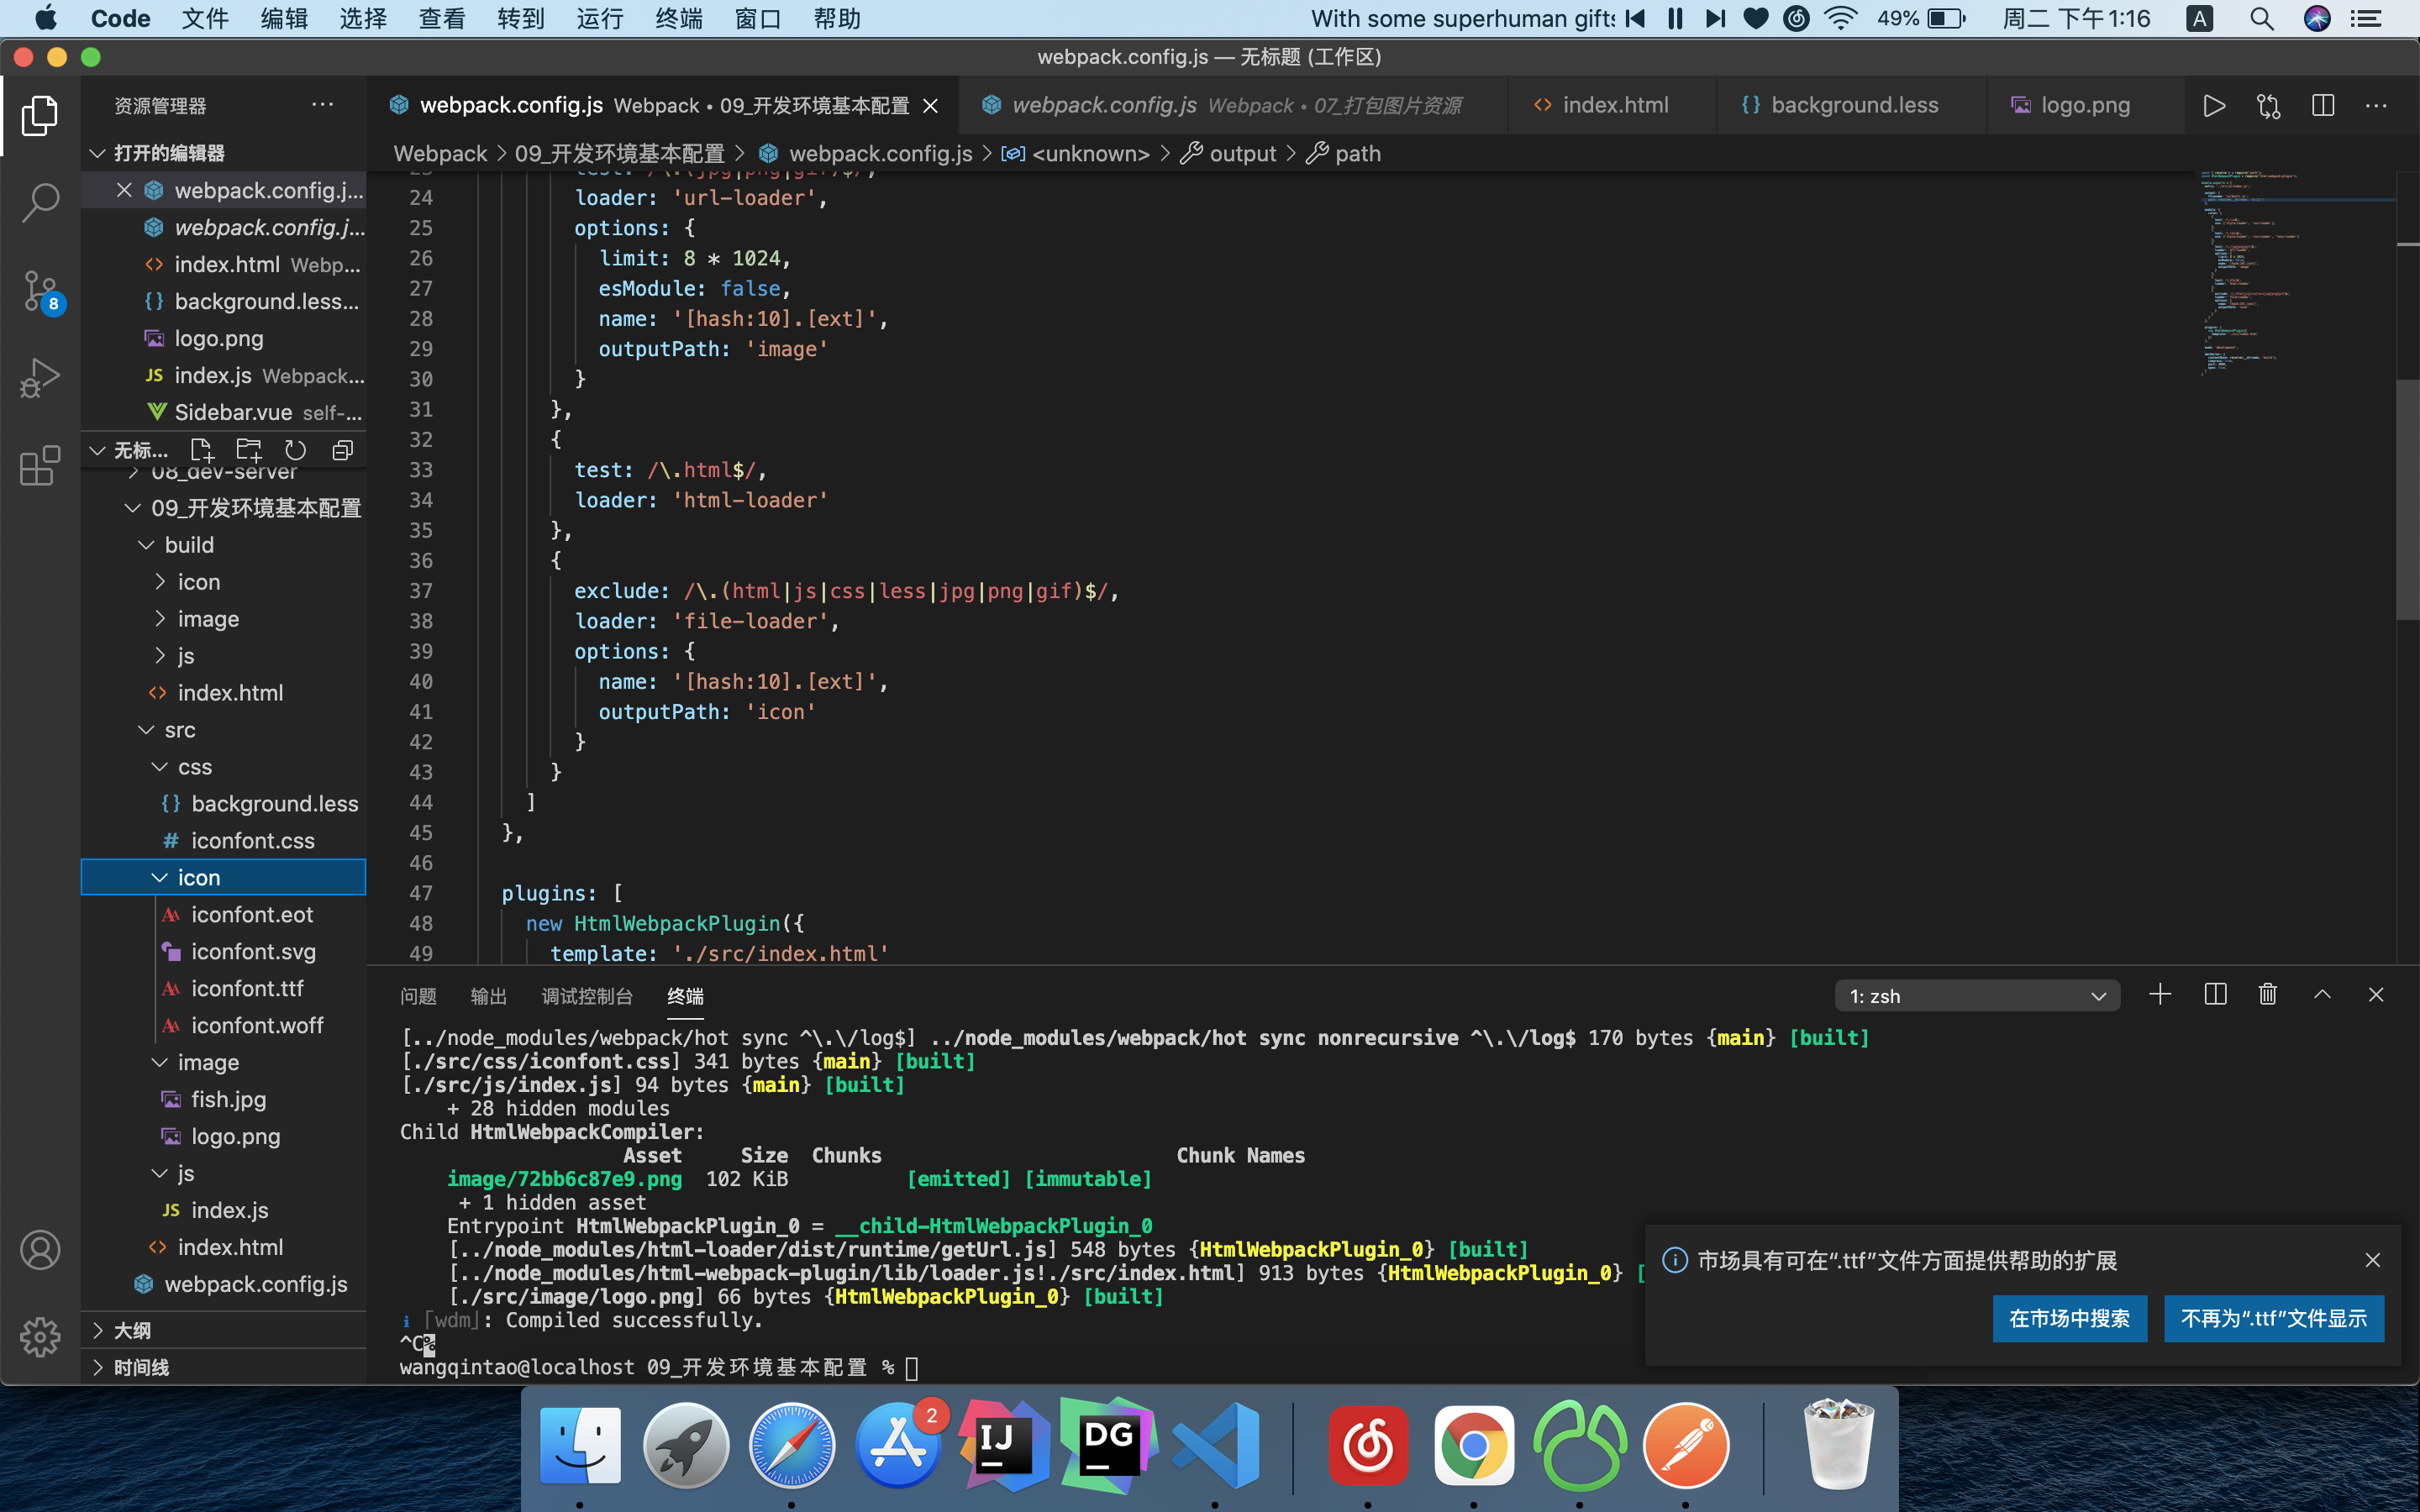 Code 文件 编辑 选择 查看 转到 运行 终端 窗口 帮助 With some superhuman gifts 49% 周二 下午1:16 A
webpack.config.js — 无标题 (工作区)
资源管理器 ···
打开的编辑器
webpack.config.j...
webpack.config.j...
index.html Webp...
background.less...
logo.png
JS index.js Webpack...
Sidebar.vue self-...
8
无标...
08_dev-server
09_开发环境基本配置
build
icon
image
js
index.html
src
css
background.less
# iconfont.css
icon
iconfont.eot
iconfont.svg
iconfont.ttf
iconfont.woff
image
fish.jpg
logo.png
js
JS index.js
index.html
webpack.config.js
大纲
时间线
webpack.config.js Webpack • 09_开发环境基本配置
webpack.config.js Webpack • 07_打包图片资源
index.html
background.less
logo.png
Webpack > 09_开发环境基本配置 > webpack.config.js > <unknown> > output > path
23 test: /\.(jpg|png|gif)$/,
24 loader: 'url-loader',
25 options: {
26 limit: 8 * 1024,
27 esModule: false,
28 name: '[hash:10].[ext]',
29 outputPath: 'image'
30 }
31 },
32 {
33 test: /\.html$/,
34 loader: 'html-loader'
35 },
36 {
37 exclude: /\.(html|js|css|less|jpg|png|gif)$/,
38 loader: 'file-loader',
39 options: {
40 name: '[hash:10].[ext]',
41 outputPath: 'icon'
42 }
43 }
44 ]
45 },
46
47 plugins: [
48 new HtmlWebpackPlugin({
49 template: './src/index.html'
问题 输出 调试控制台 终端 1: zsh
[../node_modules/webpack/hot sync ^\.\/log$] ../node_modules/webpack/hot sync nonrecursive ^\.\/log$ 170 bytes {main} [built]
[./src/css/iconfont.css] 341 bytes {main} [built]
[./src/js/index.js] 94 bytes {main} [built]
+ 28 hidden modules
Child HtmlWebpackCompiler:
Asset Size Chunks Chunk Names
image/72bb6c87e9.png 102 KiB [emitted] [immutable]
+ 1 hidden asset
Entrypoint HtmlWebpackPlugin_0 = __child-HtmlWebpackPlugin_0
[../node_modules/html-loader/dist/runtime/getUrl.js] 548 bytes {HtmlWebpackPlugin_0} [built]
[../node_modules/html-webpack-plugin/lib/loader.js!./src/index.html] 913 bytes {HtmlWebpackPlugin_0} [
[./src/image/logo.png] 66 bytes {HtmlWebpackPlugin_0} [built]
i ｢wdm｣: Compiled successfully.
^C%
wangqintao@localhost 09_开发环境基本配置 %
市场具有可在“.ttf”文件方面提供帮助的扩展
在市场中搜索 不再为“.ttf”文件显示
2
IJ
DG